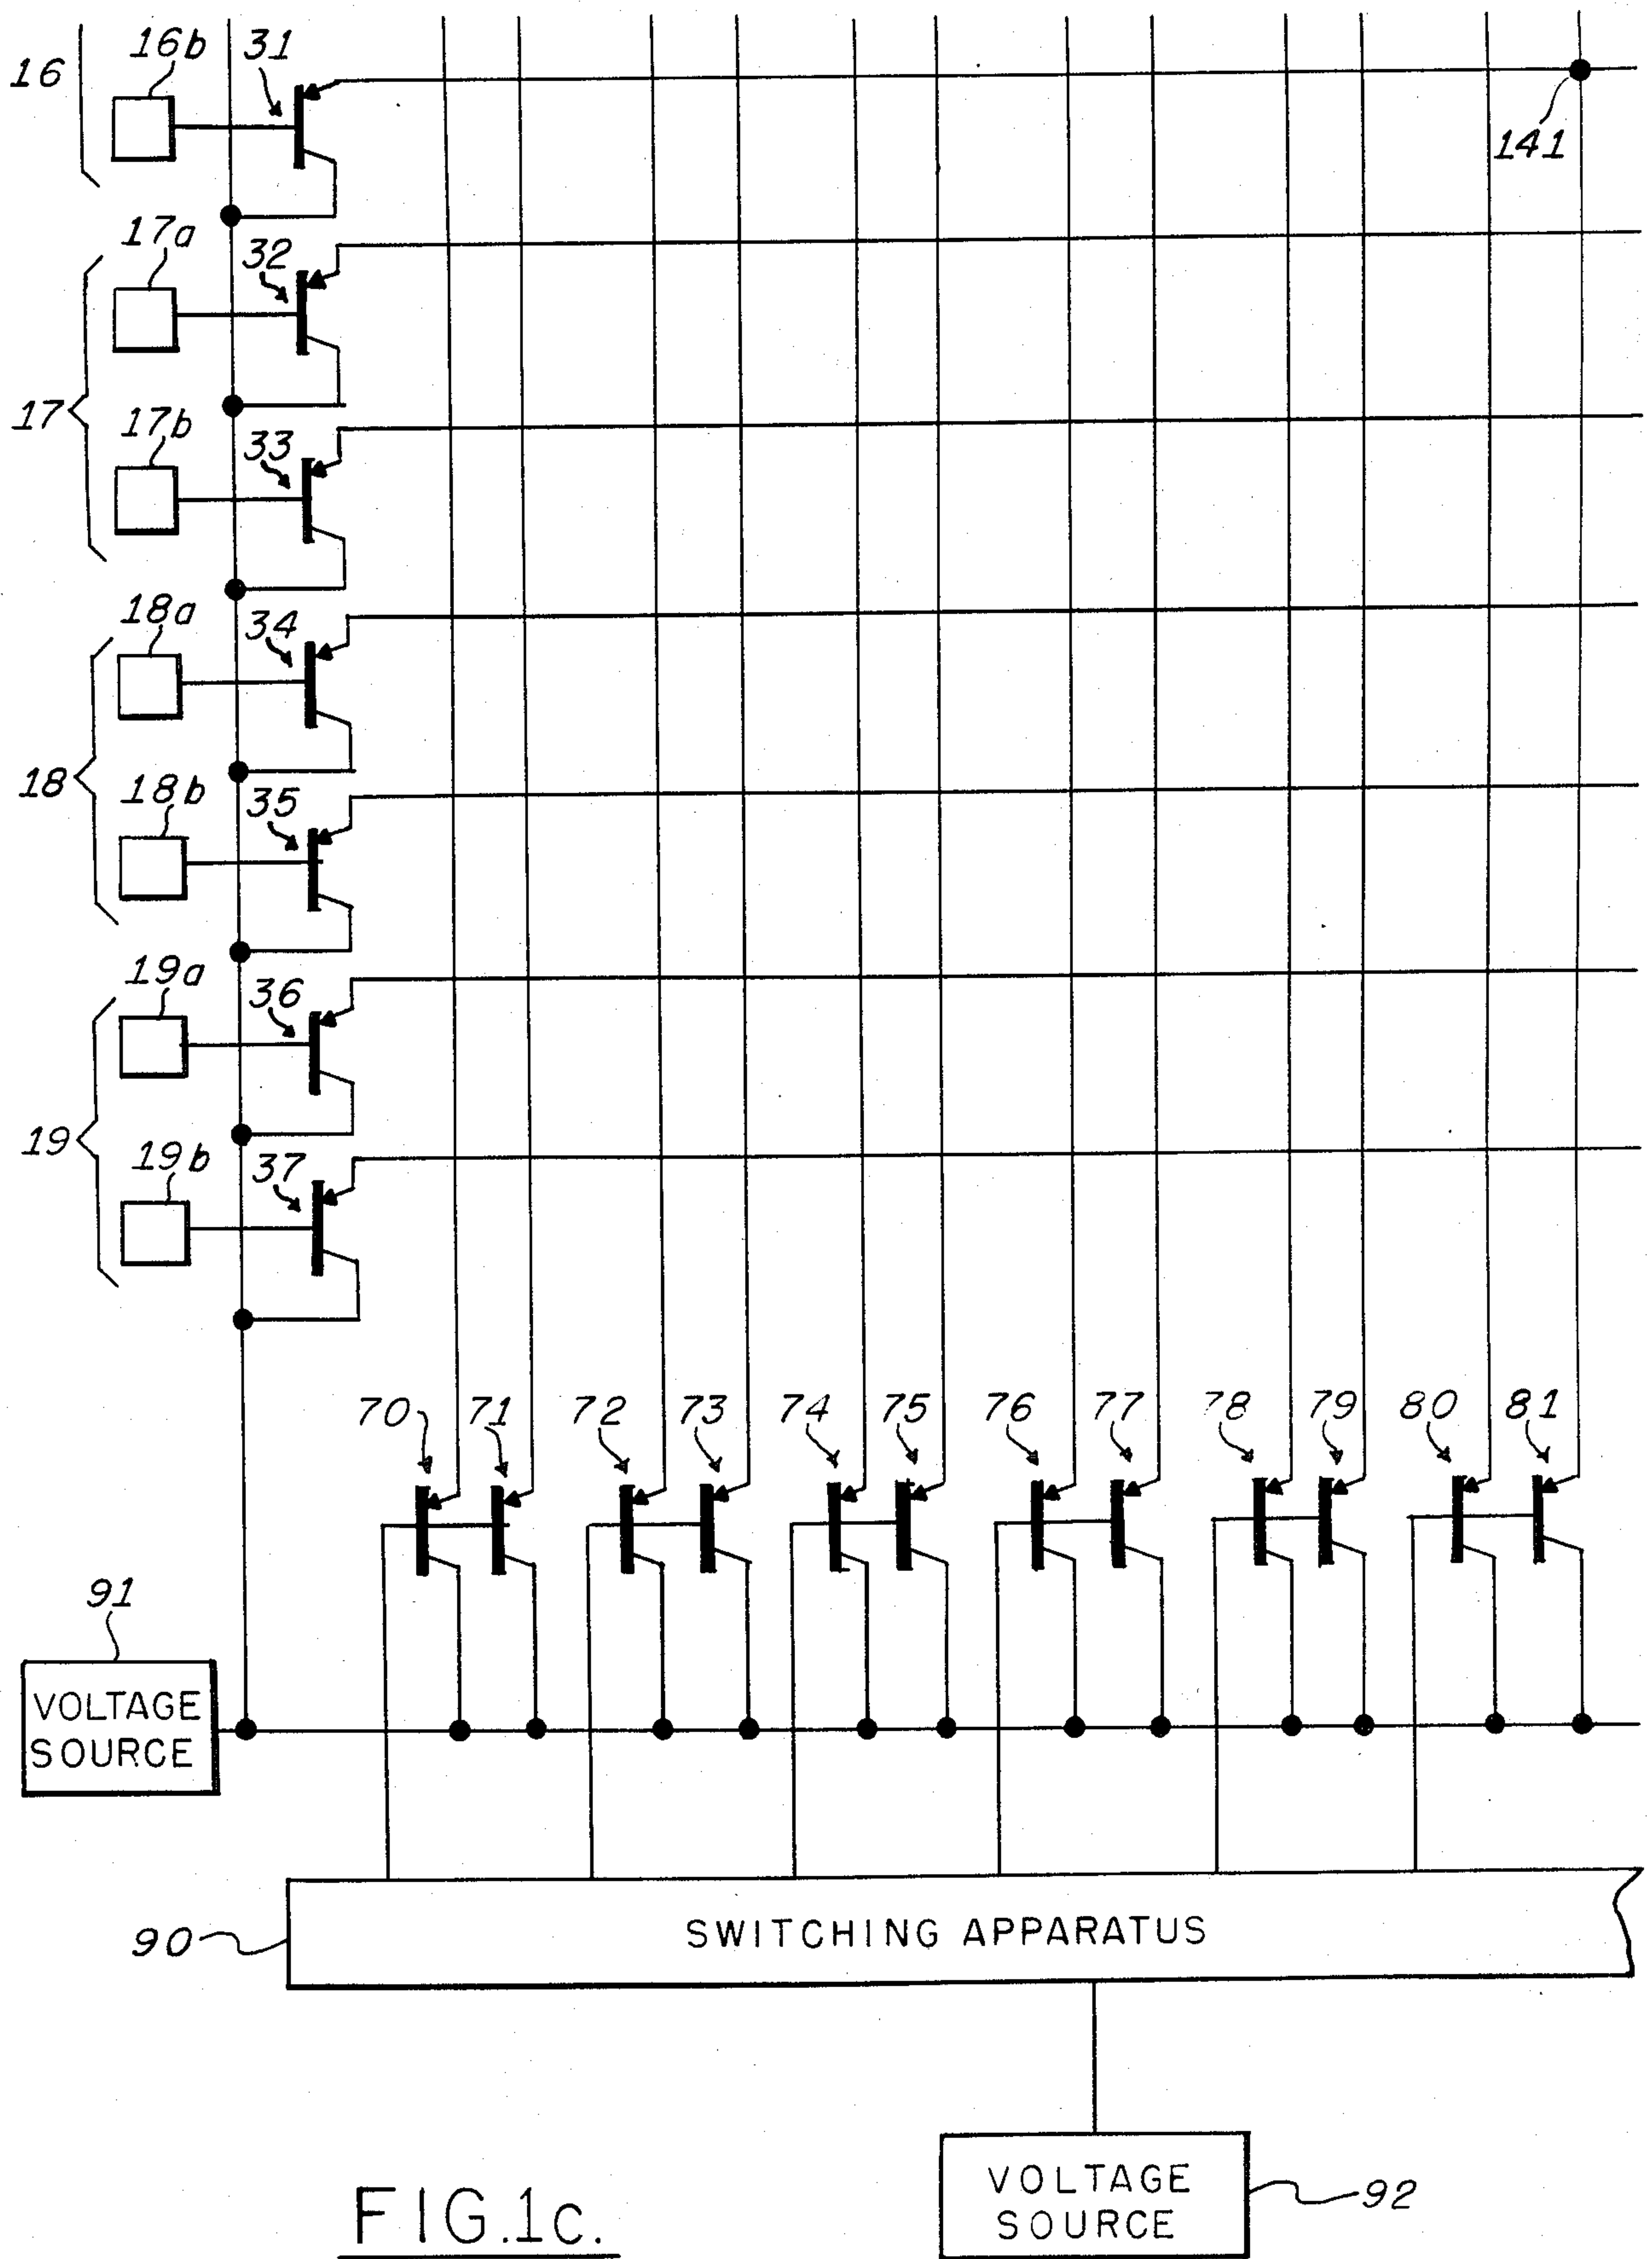 16
16b
31
141
17a
32
17
17b
33
18a
34
18
18b
35
19a
36
19
19b
37
70
71
72
73
74
75
76
77
78
79
80
81
91
VOLTAGE
SOURCE
90
SWITCHING APPARATUS
VOLTAGE
SOURCE
92
FIG.1c.